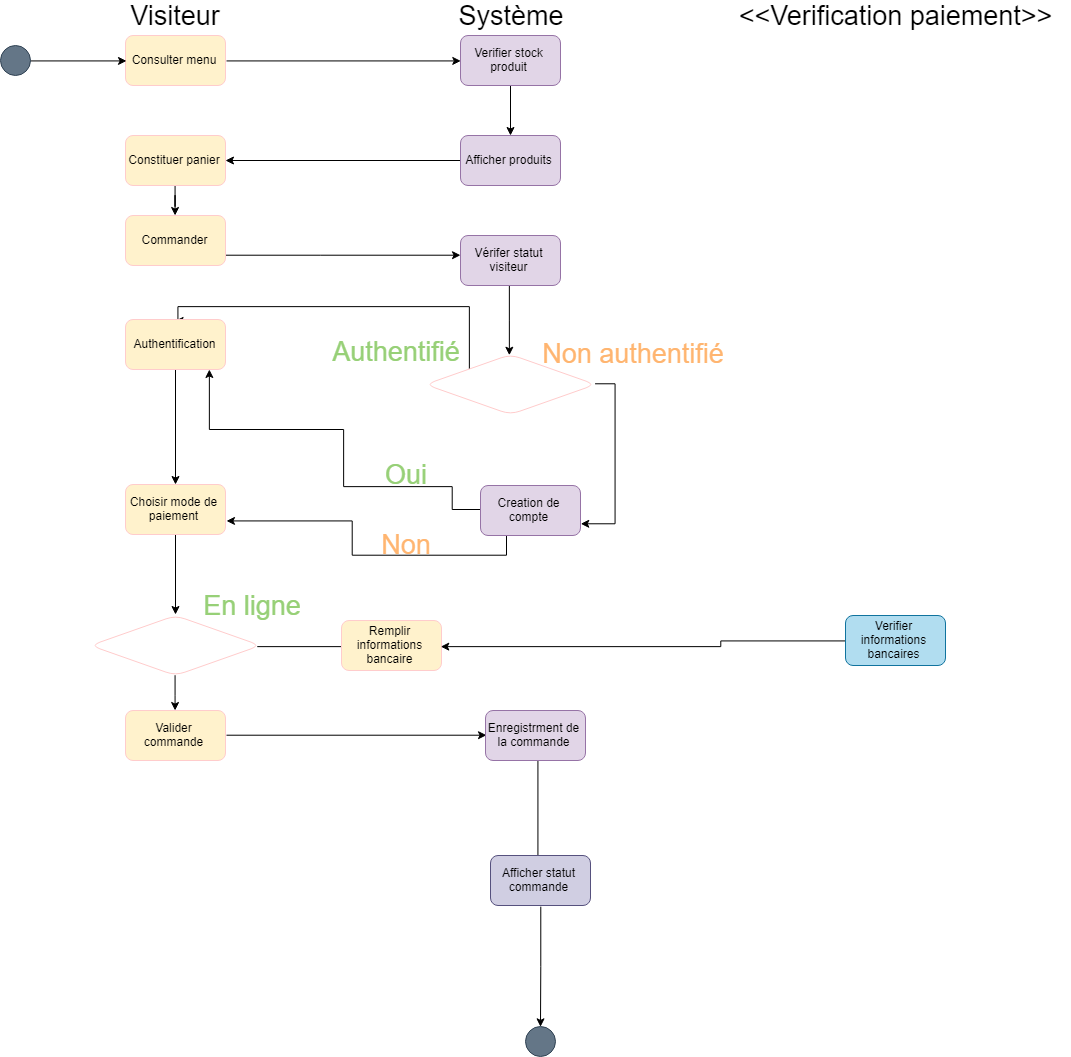 Visiteur
Système
<<Verification paiement>>
Consulter menu
Verifier stock
produit
Constituer panier
Afficher produits
Commander
Vérifer statut
visiteur
Authentification
Authentifié
Non authentifié
Oui
Choisir mode de
paiement
Creation de
compte
Non
En ligne
Remplir
informations
bancaire
Verifier
informations
bancaires
Valider
commande
Enregistrment de
la commande
Afficher statut
commande